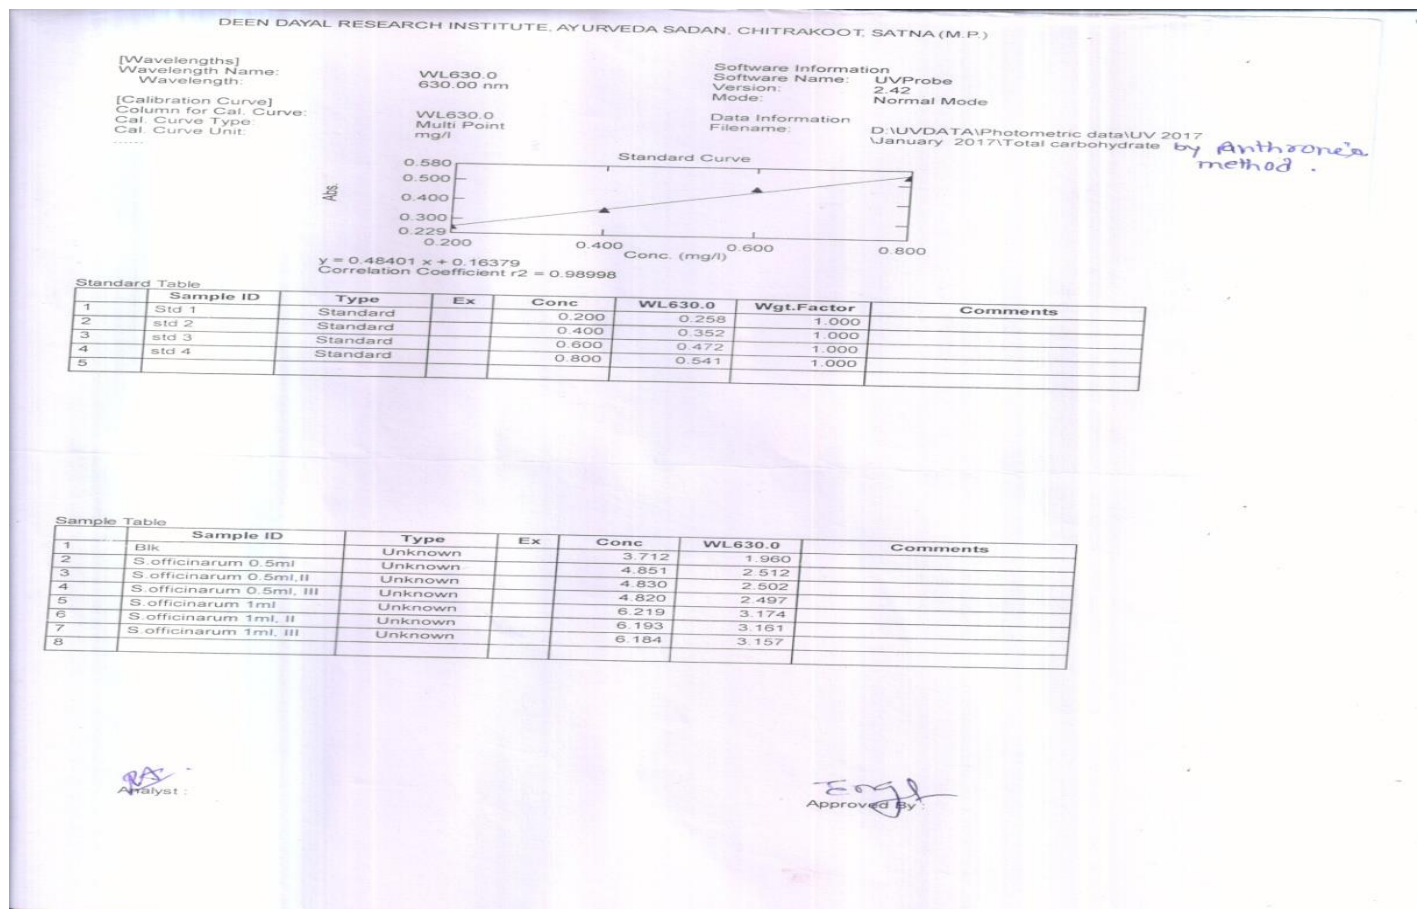 DEEN DAYAL RESEARCH INSTITUTE, AYURVEDA SADAN, CHITRAKOOT, SATNA (M.P.)
[Wavelengths]
Wavelength Name: WL630.0
Wavelength: 630.00 nm
[Calibration Curve]
Column for Cal. Curve: WL630.0
Cal. Curve Type: Multi Point
Cal. Curve Unit: mg/l
Software Information
Software Name: UVProbe
Version: 2.42
Mode: Normal Mode
Data Information
Filename: D:\UVDATA\Photometric data\UV 2017
\January 2017\Total carbohydrate by Anthrone's
method.
Standard Curve
Abs.
0.580
0.500
0.400
0.300
0.229
0.200 0.400 0.600 0.800
Conc. (mg/l)
y = 0.48401 x + 0.16379
Correlation Coefficient r2 = 0.98998
Standard Table
Sample ID Type Ex Conc WL630.0 Wgt.Factor Comments
1 Std 1 Standard 0.200 0.258 1.000
2 std 2 Standard 0.400 0.352 1.000
3 std 3 Standard 0.600 0.472 1.000
4 std 4 Standard 0.800 0.541 1.000
5
Sample Table
Sample ID Type Ex Conc WL630.0 Comments
1 Blk Unknown 3.712 1.960
2 S.officinarum 0.5ml Unknown 4.851 2.512
3 S.officinarum 0.5ml,II Unknown 4.830 2.502
4 S.officinarum 0.5ml, III Unknown 4.820 2.497
5 S.officinarum 1ml Unknown 6.219 3.174
6 S.officinarum 1ml, II Unknown 6.193 3.161
7 S.officinarum 1ml, III Unknown 6.184 3.157
8
Analyst :
Approved By :